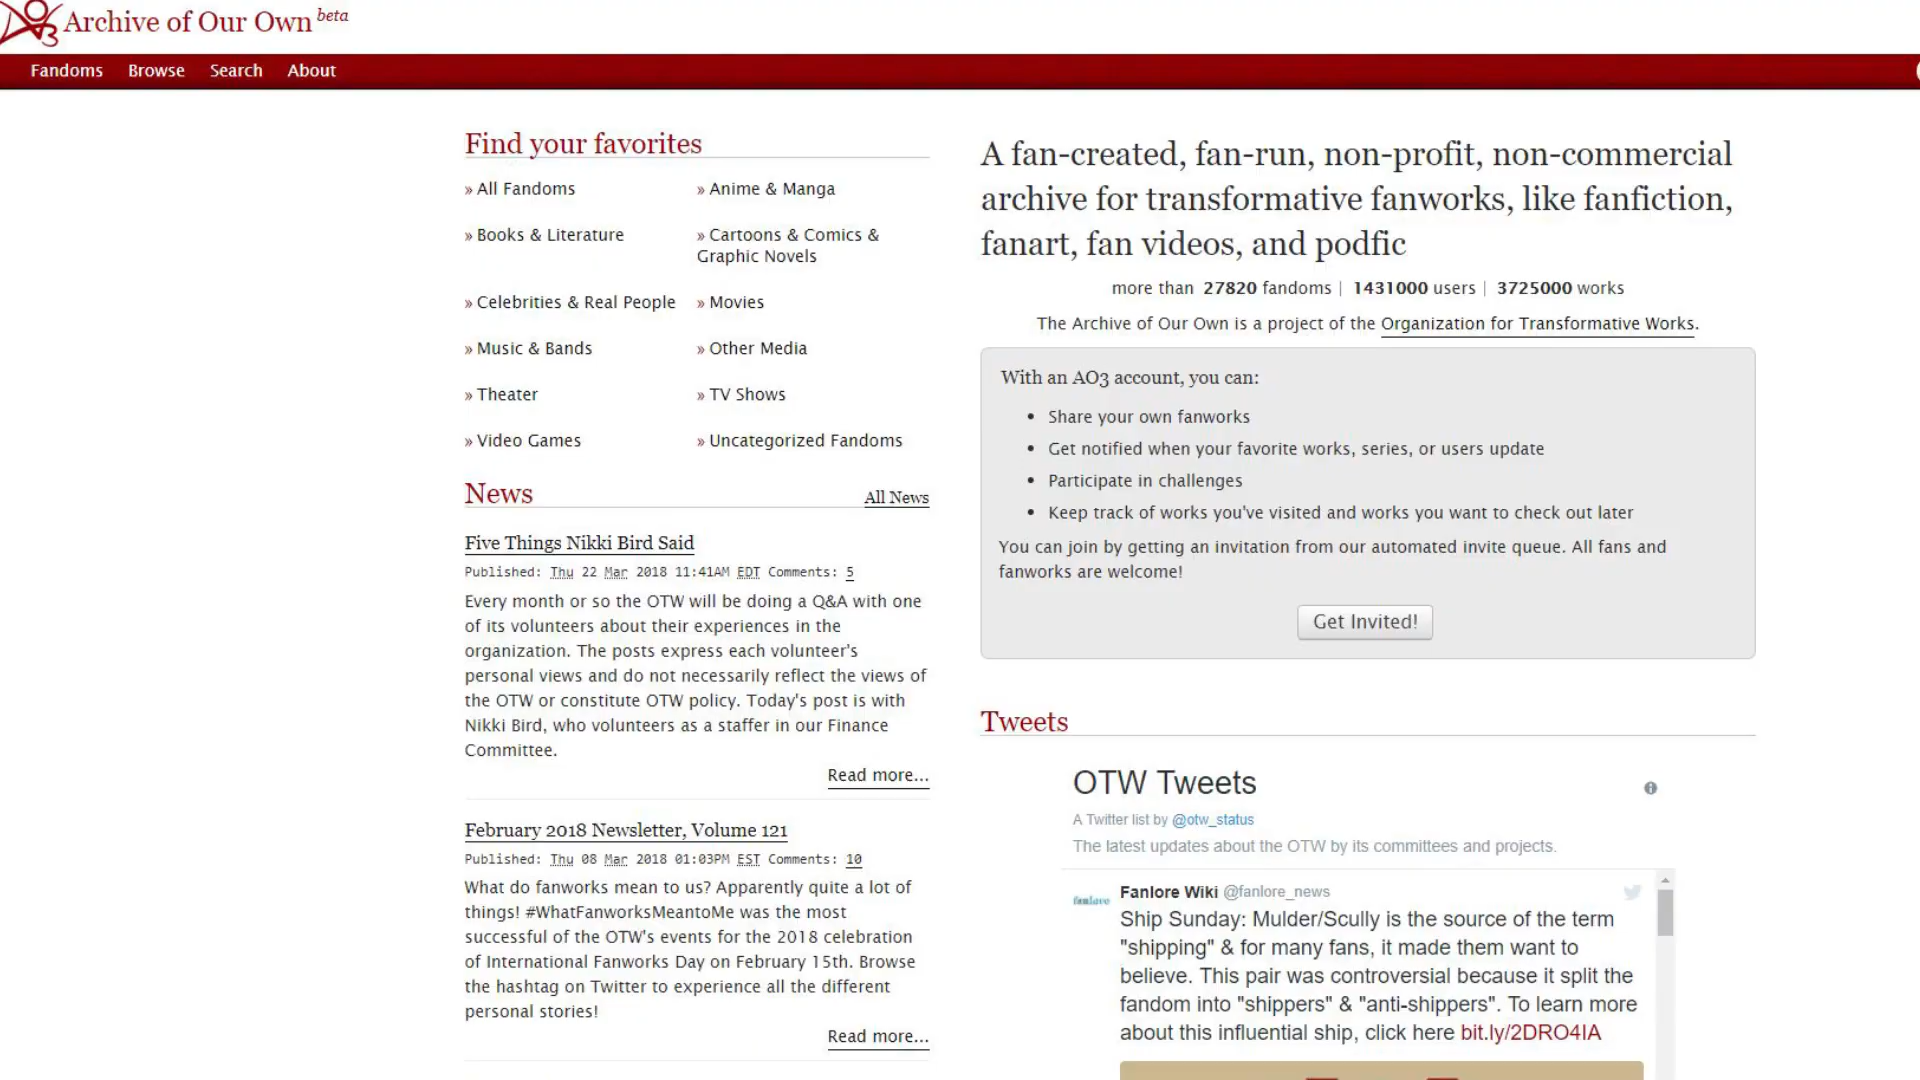 Archive of Our Own beta
Fandoms Browse Search About
Find your favorites
» All Fandoms
» Anime & Manga
» Books & Literature
» Cartoons & Comics &
Graphic Novels
» Celebrities & Real People
» Movies
» Music & Bands
» Other Media
» Theater
» TV Shows
» Video Games
» Uncategorized Fandoms
News
All News
Five Things Nikki Bird Said
Published: Thu 22 Mar 2018 11:41AM EDT Comments: 5
Every month or so the OTW will be doing a Q&A with one
of its volunteers about their experiences in the
organization. The posts express each volunteer's
personal views and do not necessarily reflect the views of
the OTW or constitute OTW policy. Today's post is with
Nikki Bird, who volunteers as a staffer in our Finance
Committee.
Read more...
February 2018 Newsletter, Volume 121
Published: Thu 08 Mar 2018 01:03PM EST Comments: 10
What do fanworks mean to us? Apparently quite a lot of
things! #WhatFanworksMeantoMe was the most
successful of the OTW's events for the 2018 celebration
of International Fanworks Day on February 15th. Browse
the hashtag on Twitter to experience all the different
personal stories!
Read more...
A fan-created, fan-run, non-profit, non-commercial
archive for transformative fanworks, like fanfiction,
fanart, fan videos, and podfic
more than 27820 fandoms | 1431000 users | 3725000 works
The Archive of Our Own is a project of the Organization for Transformative Works.
With an AO3 account, you can:
• Share your own fanworks
• Get notified when your favorite works, series, or users update
• Participate in challenges
• Keep track of works you've visited and works you want to check out later
You can join by getting an invitation from our automated invite queue. All fans and
fanworks are welcome!
Get Invited!
Tweets
OTW Tweets
A Twitter list by @otw_status
The latest updates about the OTW by its committees and projects.
fanlore
Fanlore Wiki @fanlore_news
Ship Sunday: Mulder/Scully is the source of the term
"shipping" & for many fans, it made them want to
believe. This pair was controversial because it split the
fandom into "shippers" & "anti-shippers". To learn more
about this influential ship, click here bit.ly/2DRO4IA